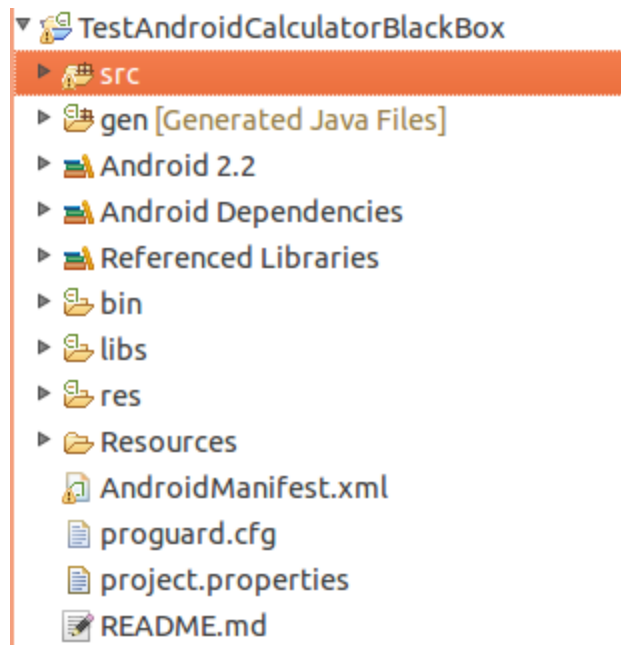 TestAndroidCalculatorBlackBox
src
gen [Generated Java Files]
Android 2.2
Android Dependencies
Referenced Libraries
bin
libs
res
Resources
AndroidManifest.xml
proguard.cfg
project.properties
README.md